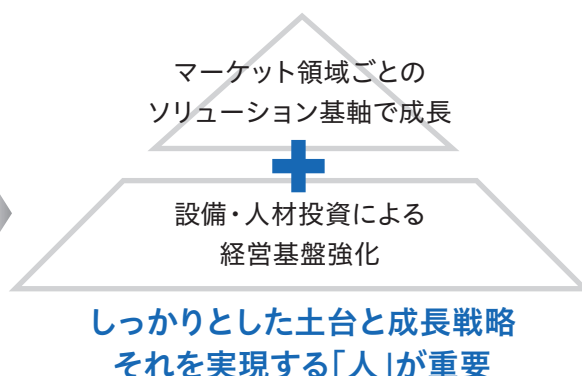 マーケット領域ごとの
ソリューション基軸で成長
設備・人材投資による
経営基盤強化
しっかりとした土台と成長戦略
それを実現する「人」が重要